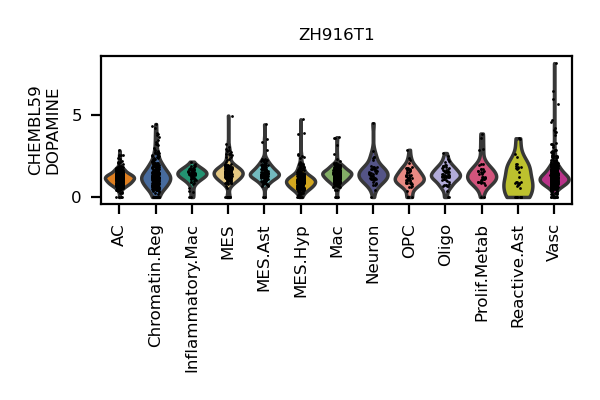 ZH916T1
CHEMBL59
DOPAMINE
5
0
AC
Chromatin.Reg
Inflammatory.Mac
MES
MES.Ast
MES.Hyp
Mac
Neuron
OPC
Oligo
Prolif.Metab
Reactive.Ast
Vasc